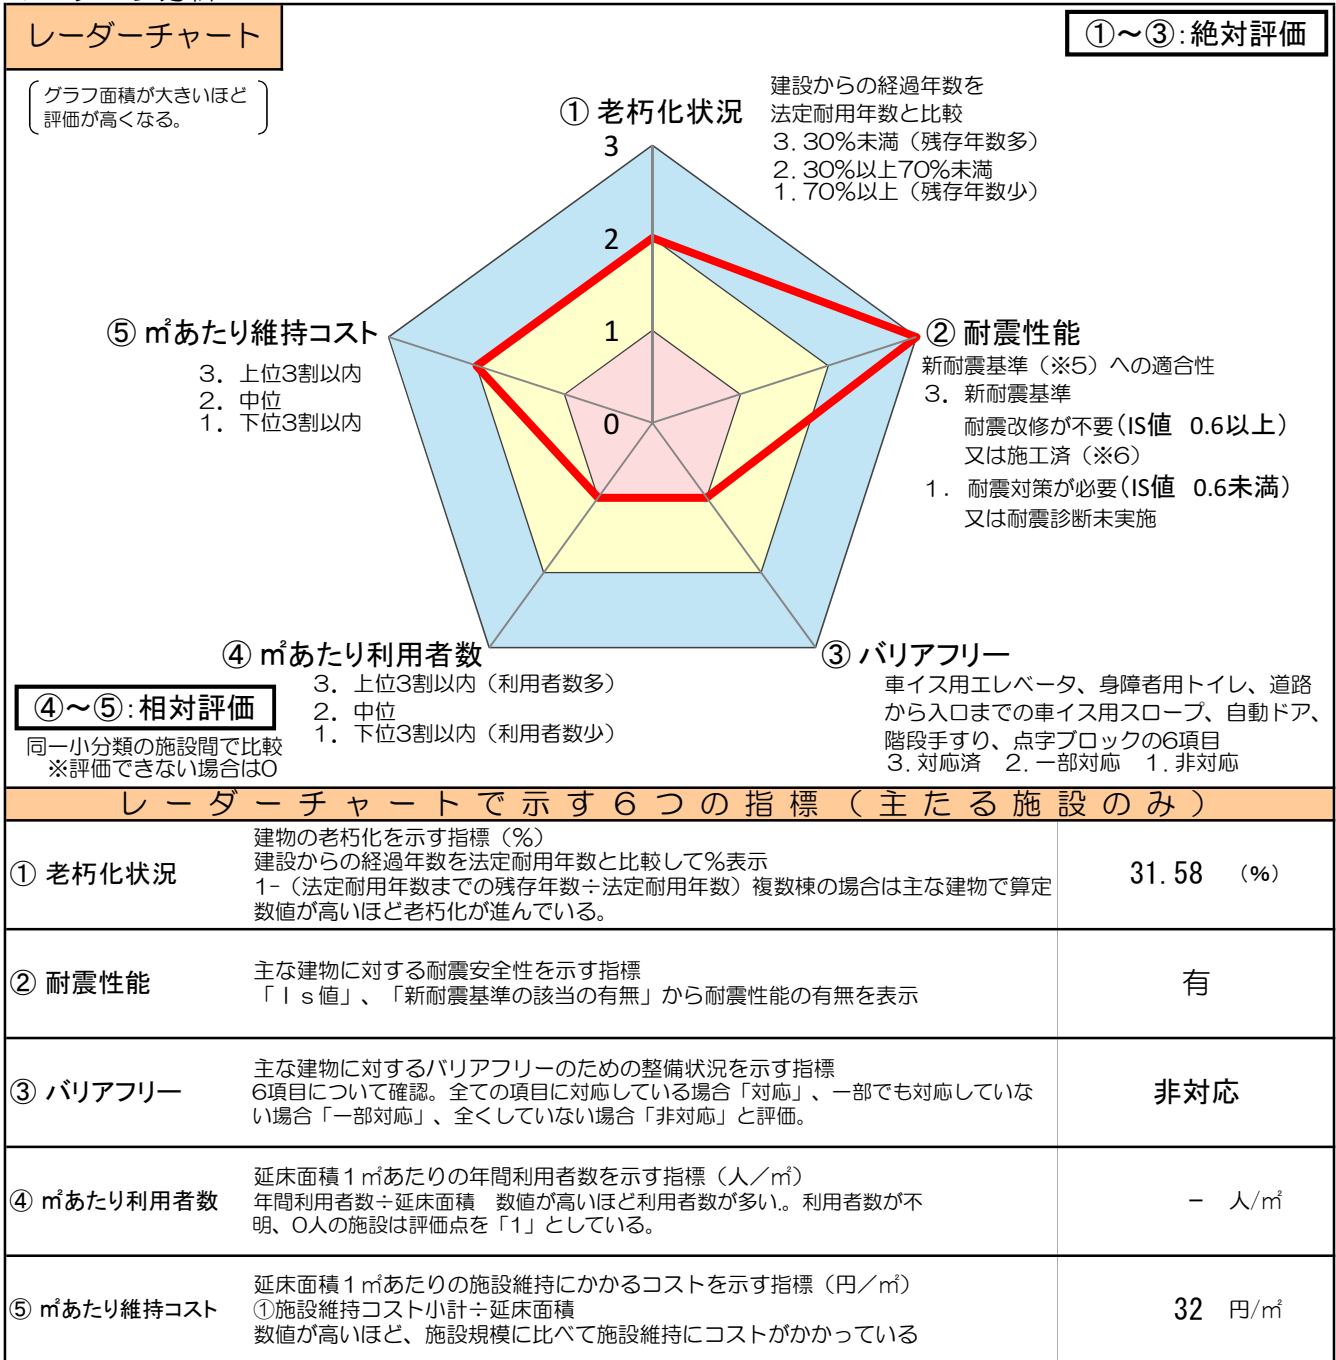 レーダーチャート
①～③:絶対評価
グラフ面積が大きいほど
評価が高くなる。
① 老朽化状況
建設からの経過年数を
法定耐用年数と比較
3．30%未満（残存年数多）
2．30%以上70%未満
1．70%以上（残存年数少）
3
2
1
0
② 耐震性能
新耐震基準（※5）への適合性
3．新耐震基準
耐震改修が不要（IS値 0.6以上）
又は施工済（※6）
1．耐震対策が必要（IS値 0.6未満）
又は耐震診断未実施
⑤ ㎡あたり維持コスト
3．上位3割以内
2．中位
1．下位3割以内
④ ㎡あたり利用者数
3．上位3割以内（利用者数多）
2．中位
1．下位3割以内（利用者数少）
③ バリアフリー
車イス用エレベータ、身障者用トイレ、道路
から入口までの車イス用スロープ、自動ドア、
階段手すり、点字ブロックの6項目
3．対応済 2．一部対応 1．非対応
④～⑤:相対評価
同一小分類の施設間で比較
※評価できない場合は0
レーダーチャートで示す６つの指標（主たる施設のみ）
① 老朽化状況
建物の老朽化を示す指標（%）
建設からの経過年数を法定耐用年数と比較して%表示
1-（法定耐用年数までの残存年数÷法定耐用年数）複数棟の場合は主な建物で算定
数値が高いほど老朽化が進んでいる。
31.58 （%）
② 耐震性能
主な建物に対する耐震安全性を示す指標
「Ｉｓ値」、「新耐震基準の該当の有無」から耐震性能の有無を表示
有
③ バリアフリー
主な建物に対するバリアフリーのための整備状況を示す指標
6項目について確認。全ての項目に対応している場合「対応」、一部でも対応していな
い場合「一部対応」、全くしていない場合「非対応」と評価。
非対応
④ ㎡あたり利用者数
延床面積１㎡あたりの年間利用者数を示す指標（人／㎡）
年間利用者数÷延床面積 数値が高いほど利用者数が多い。利用者数が不
明、0人の施設は評価点を「1」としている。
－ 人/㎡
⑤ ㎡あたり維持コスト
延床面積１㎡あたりの施設維持にかかるコストを示す指標（円／㎡）
①施設維持コスト小計÷延床面積
数値が高いほど、施設規模に比べて施設維持にコストがかかっている
32 円/㎡